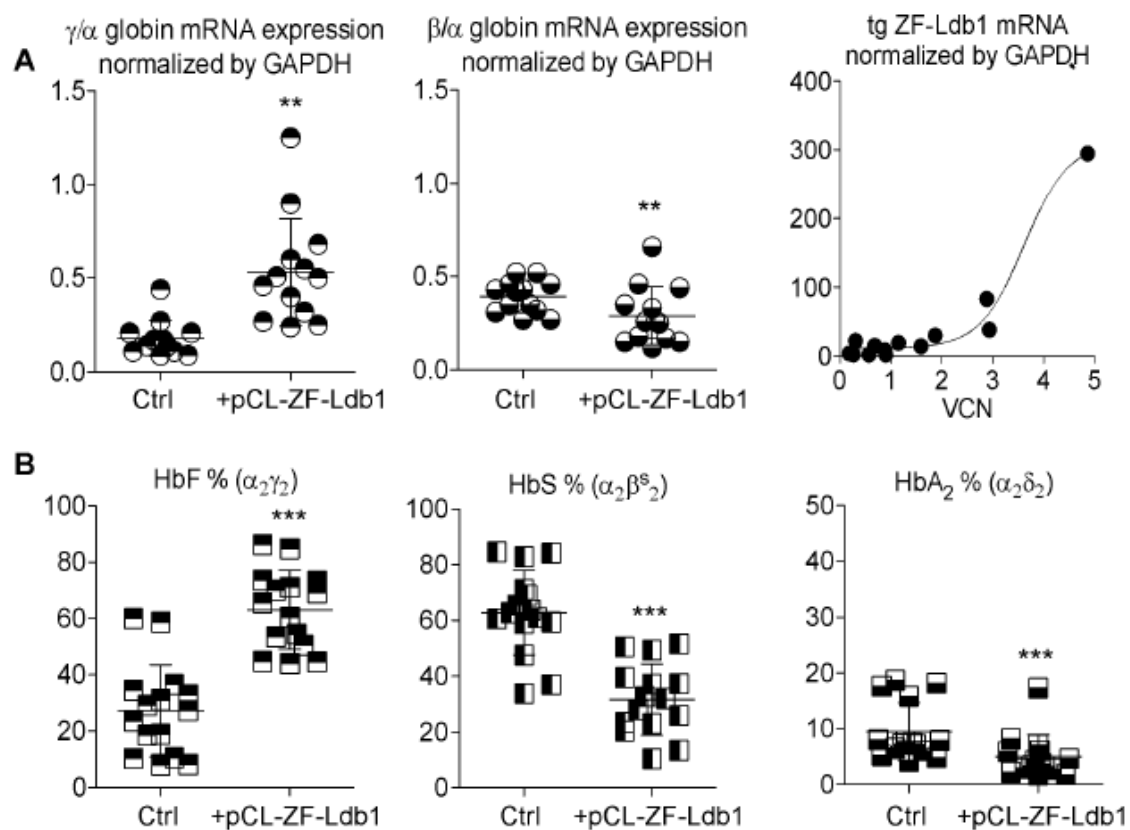 A
γ/α globin mRNA expression
normalized by GAPDH
**
1.5
1.0
0.5
0.0
Ctrl
+pCL-ZF-Ldb1
β/α globin mRNA expression
normalized by GAPDH
**
1.5
1.0
0.5
0.0
Ctrl
+pCL-ZF-Ldb1
tg ZF-Ldb1 mRNA
normalized by GAPDH
400
300
200
100
0
0 1 2 3 4 5
VCN
B
HbF % (α₂γ₂)
***
100
80
60
40
20
0
Ctrl
+pCL-ZF-Ldb1
HbS % (α₂βˢ₂)
***
100
80
60
40
20
0
Ctrl
+pCL-ZF-Ldb1
HbA₂ % (α₂δ₂)
***
50
40
30
20
10
0
Ctrl
+pCL-ZF-Ldb1